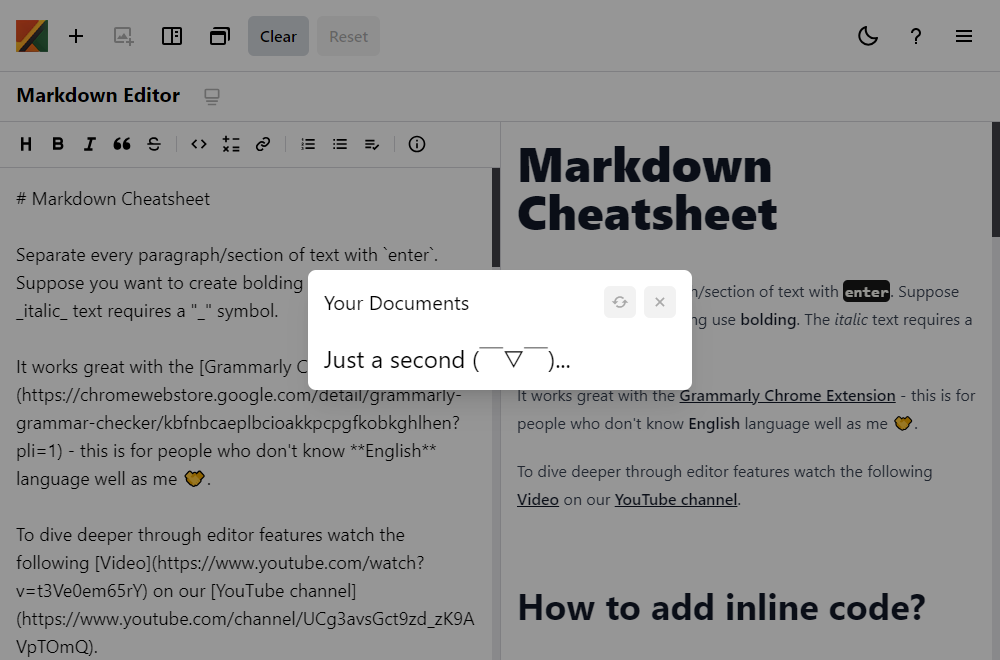 Clear
Reset
Markdown Editor
# Markdown Cheatsheet
Separate every paragraph/section of text with `enter`.
Suppose you want to create bolding
_italic_ text requires a "_" symbol.
It works great with the [Grammarly C
(https://chromewebstore.google.com/detail/grammarly-
grammar-checker/kbfnbcaeplbcioakkpcpgfkobkghlhen?
pli=1) - this is for people who don't know **English**
language well as me 🤝.
To dive deeper through editor features watch the
following [Video](https://www.youtube.com/watch?
v=t3Ve0em65rY) on our [YouTube channel]
(https://www.youtube.com/channel/UCg3avsGct9zd_zK9A
VpTOmQ).
Your Documents
Just a second (￣▽￣)...
Markdown
Cheatsheet
n/section of text with enter. Suppose
ng use bolding. The italic text requires a
It works great with the Grammarly Chrome Extension - this is for
people who don't know English language well as me 🤝.
To dive deeper through editor features watch the following
Video on our YouTube channel.
How to add inline code?